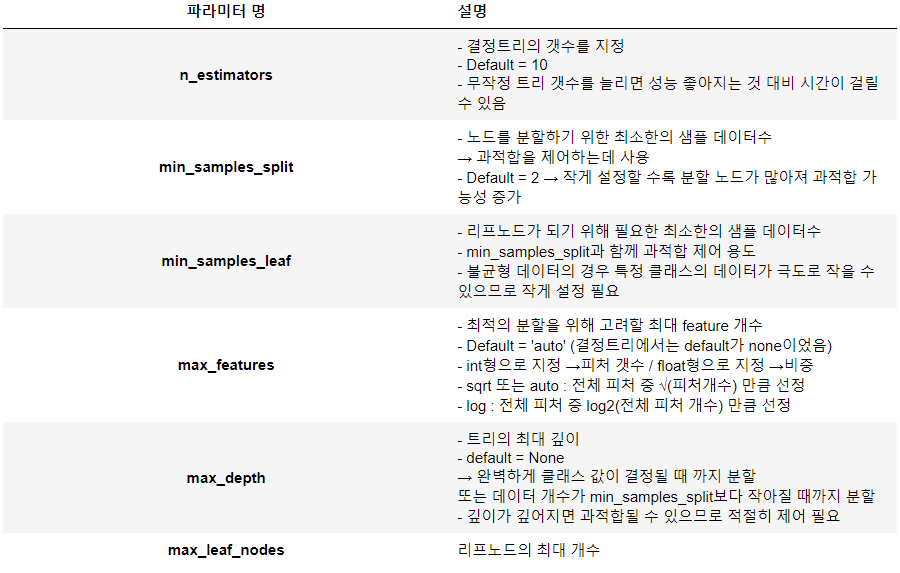 파라미터 명
설명
n_estimators
- 결정트리의 갯수를 지정
- Default = 10
- 무작정 트리 갯수를 늘리면 성능 좋아지는 것 대비 시간이 걸릴
수 있음
min_samples_split
- 노드를 분할하기 위한 최소한의 샘플 데이터수
→ 과적합을 제어하는데 사용
- Default = 2 → 작게 설정할 수록 분할 노드가 많아져 과적합 가
능성 증가
min_samples_leaf
- 리프노드가 되기 위해 필요한 최소한의 샘플 데이터수
- min_samples_split과 함께 과적합 제어 용도
- 불균형 데이터의 경우 특정 클래스의 데이터가 극도로 작을 수
있으므로 작게 설정 필요
max_features
- 최적의 분할을 위해 고려할 최대 feature 개수
- Default = 'auto' (결정트리에서는 default가 none이었음)
- int형으로 지정 →피처 갯수 / float형으로 지정 →비중
- sqrt 또는 auto : 전체 피처 중 √(피처개수) 만큼 선정
- log : 전체 피처 중 log2(전체 피처 개수) 만큼 선정
max_depth
- 트리의 최대 깊이
- default = None
→ 완벽하게 클래스 값이 결정될 때 까지 분할
또는 데이터 개수가 min_samples_split보다 작아질 때까지 분할
- 깊이가 깊어지면 과적합될 수 있으므로 적절히 제어 필요
max_leaf_nodes
리프노드의 최대 개수